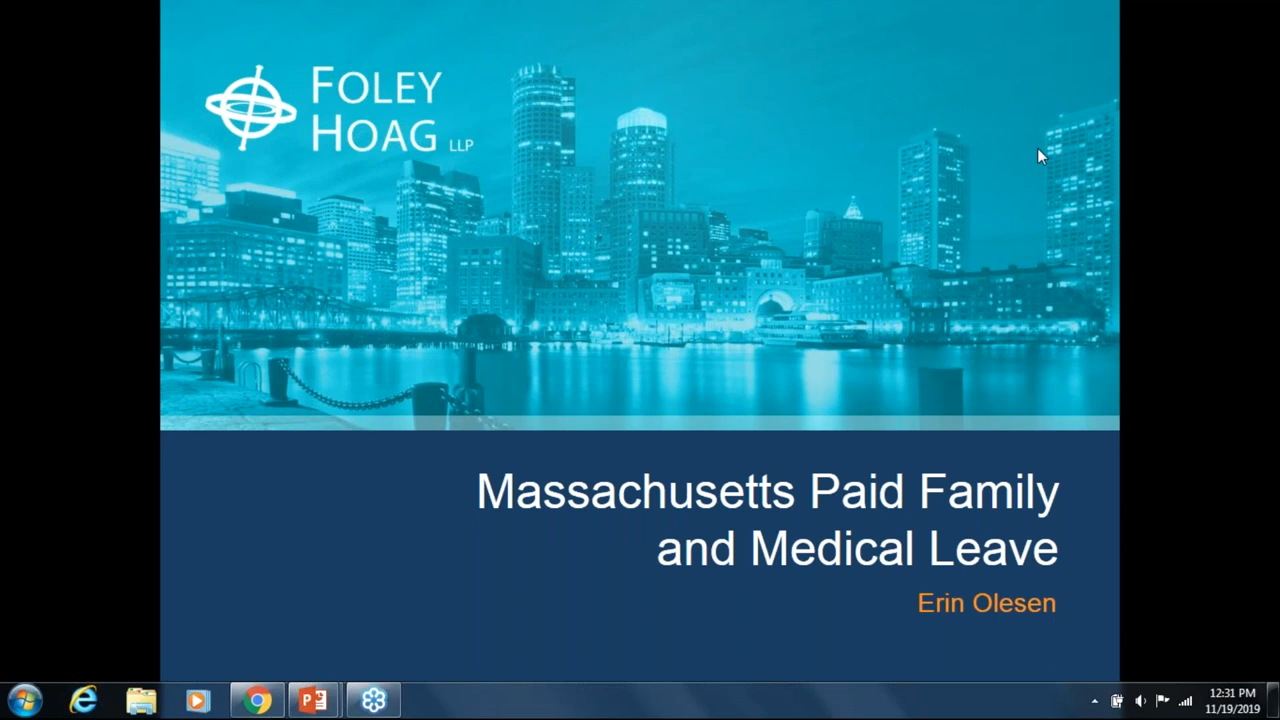 FOLEY
HOAG LLP
Massachusetts Paid Family
and Medical Leave
Erin Olesen
12:31 PM
11/19/2019